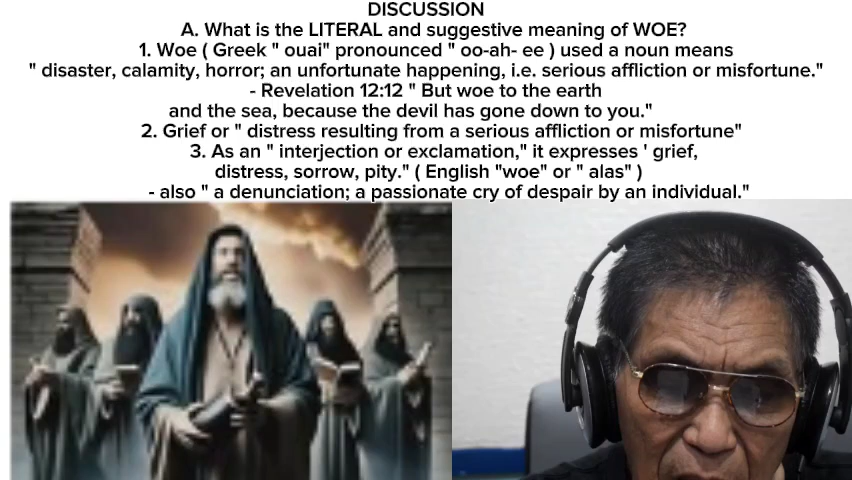 DISCUSSION
A. What is the LITERAL and suggestive meaning of WOE?
1. Woe ( Greek " ouai" pronounced " oo-ah- ee ) used a noun means
" disaster, calamity, horror; an unfortunate happening, i.e. serious affliction or misfortune."
- Revelation 12:12 " But woe to the earth
and the sea, because the devil has gone down to you."
2. Grief or " distress resulting from a serious affliction or misfortune"
3. As an " interjection or exclamation," it expresses ' grief,
distress, sorrow, pity." ( English "woe" or " alas" )
- also " a denunciation; a passionate cry of despair by an individual."